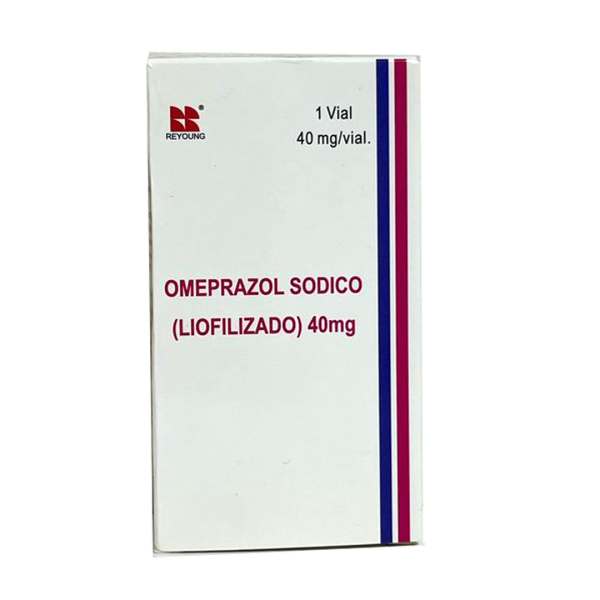 ®
REYOUNG
1 Vial
40 mg/vial.
OMEPRAZOL SODICO
(LIOFILIZADO) 40mg